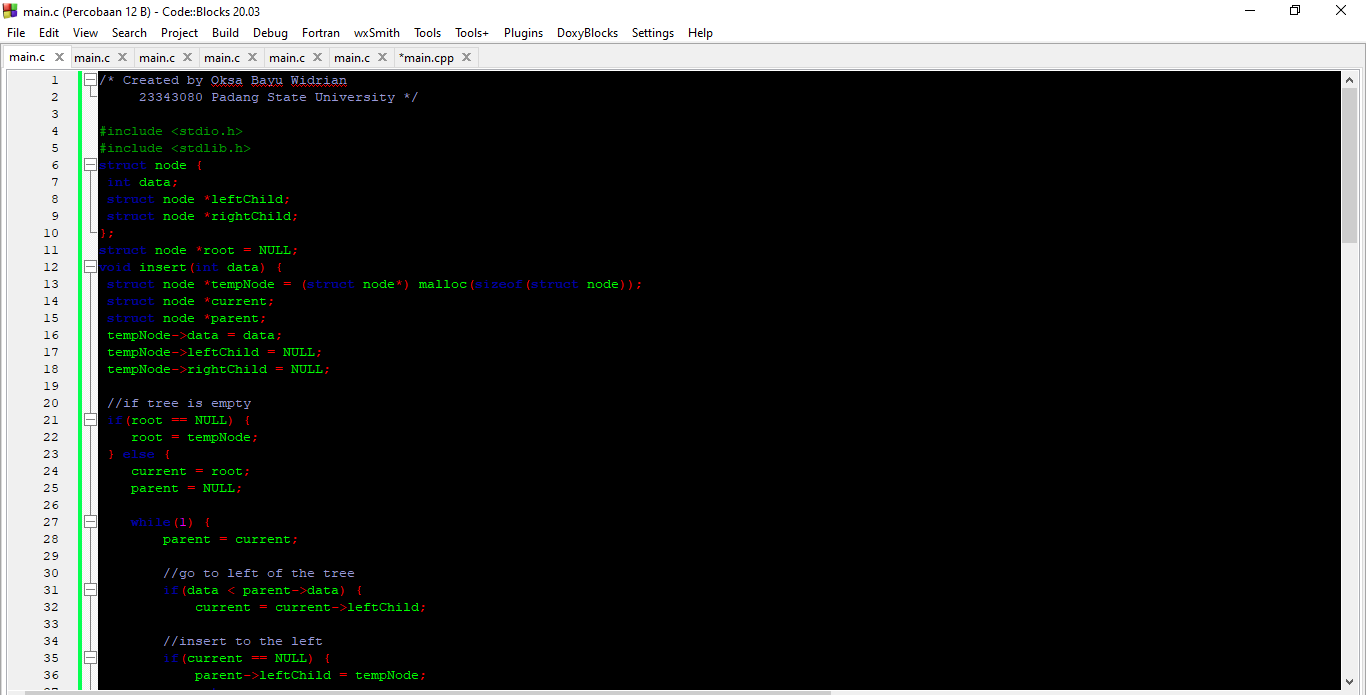 main.c (Percobaan 12 B) - Code::Blocks 20.03
File Edit View Search Project Build Debug Fortran wxSmith Tools Tools+ Plugins DoxyBlocks Settings Help
main.c main.c main.c main.c main.c main.c *main.cpp
1 /* Created by Oksa Bayu Widrian
2 23343080 Padang State University */
3
4 #include <stdio.h>
5 #include <stdlib.h>
6 struct node {
7 int data;
8 struct node *leftChild;
9 struct node *rightChild;
10 };
11 struct node *root = NULL;
12 void insert(int data) {
13 struct node *tempNode = (struct node*) malloc(sizeof(struct node));
14 struct node *current;
15 struct node *parent;
16 tempNode->data = data;
17 tempNode->leftChild = NULL;
18 tempNode->rightChild = NULL;
19
20 //if tree is empty
21 if(root == NULL) {
22 root = tempNode;
23 } else {
24 current = root;
25 parent = NULL;
26
27 while(1) {
28 parent = current;
29
30 //go to left of the tree
31 if(data < parent->data) {
32 current = current->leftChild;
33
34 //insert to the left
35 if(current == NULL) {
36 parent->leftChild = tempNode;